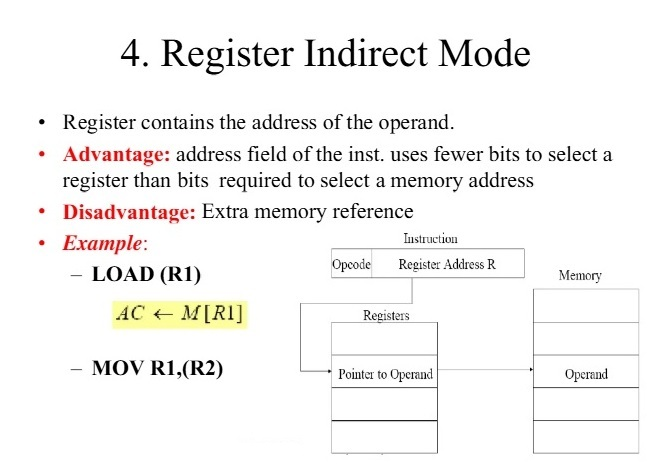 4. Register Indirect Mode
• Register contains the address of the operand.
• Advantage: address field of the inst. uses fewer bits to select a
register than bits required to select a memory address
• Disadvantage: Extra memory reference
• Example:
– LOAD (R1)
AC ← M[R1]
– MOV R1,(R2)
Instruction
Opcode Register Address R
Memory
Registers
Pointer to Operand
Operand